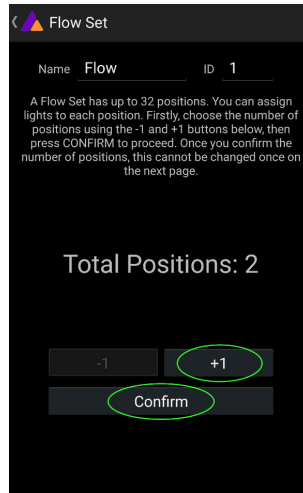 Flow Set
Name Flow ID 1
A Flow Set has up to 32 positions. You can assign
lights to each position. Firstly, choose the number of
positions using the -1 and +1 buttons below, then
press CONFIRM to proceed. Once you confirm the
number of positions, this cannot be changed once on
the next page.
Total Positions: 2
-1 +1
Confirm